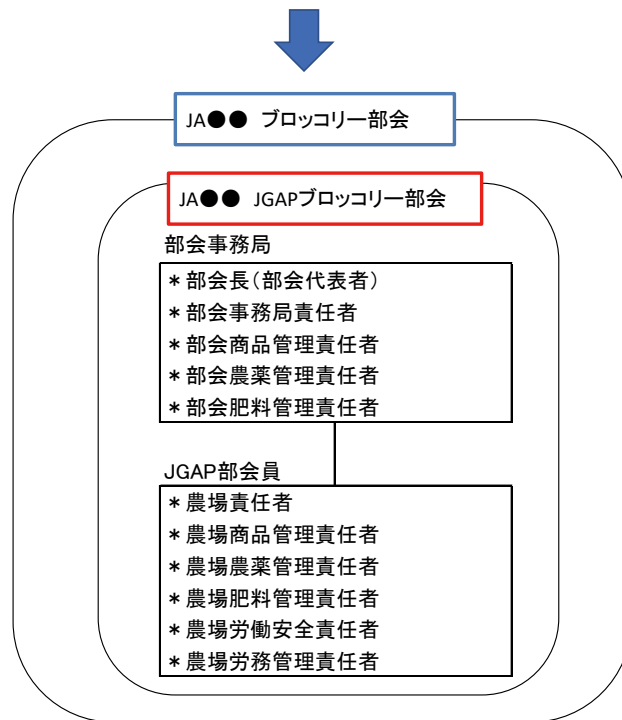 JA●● ブロッコリー部会
JA●● JGAPブロッコリー部会
部会事務局
＊部会長（部会代表者）
＊部会事務局責任者
＊部会商品管理責任者
＊部会農薬管理責任者
＊部会肥料管理責任者
JGAP部会員
＊農場責任者
＊農場商品管理責任者
＊農場農薬管理責任者
＊農場肥料管理責任者
＊農場労働安全責任者
＊農場労務管理責任者